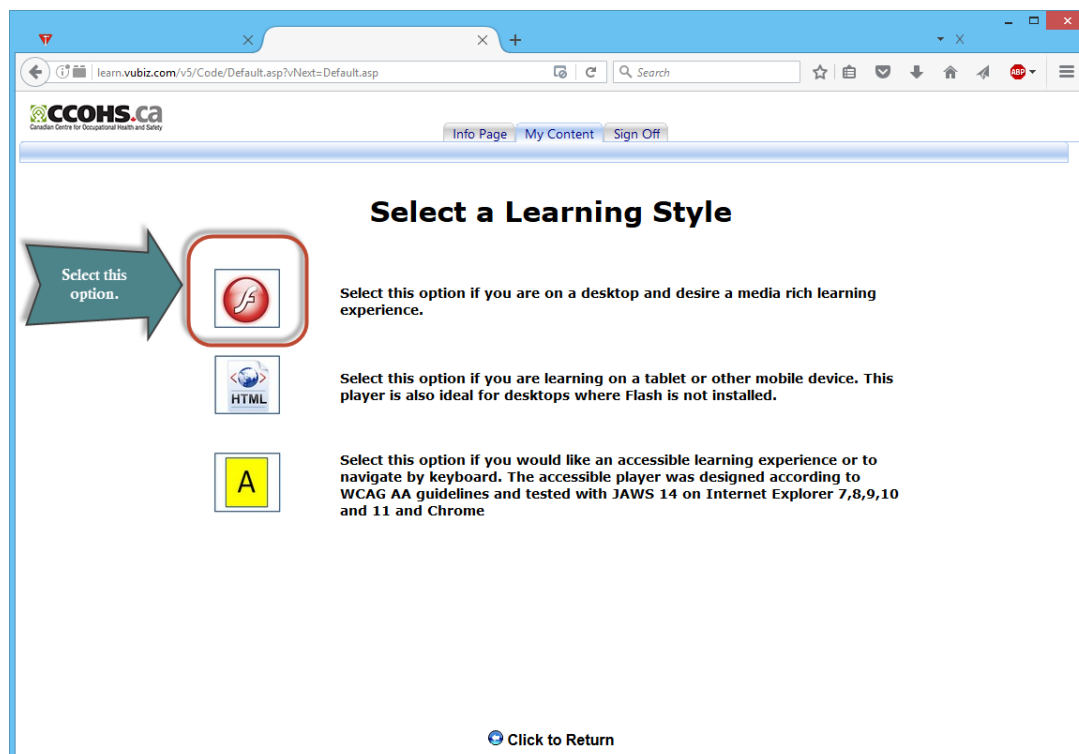 learn.vubiz.com/v5/Code/Default.asp?vNext=Default.asp
Search
ABP
CCOHS.ca
Canadian Centre for Occupational Health and Safety
Info Page My Content Sign Off
Select a Learning Style
Select this
option.
Select this option if you are on a desktop and desire a media rich learning
experience.
HTML
Select this option if you are learning on a tablet or other mobile device. This
player is also ideal for desktops where Flash is not installed.
A
Select this option if you would like an accessible learning experience or to
navigate by keyboard. The accessible player was designed according to
WCAG AA guidelines and tested with JAWS 14 on Internet Explorer 7,8,9,10
and 11 and Chrome
Click to Return